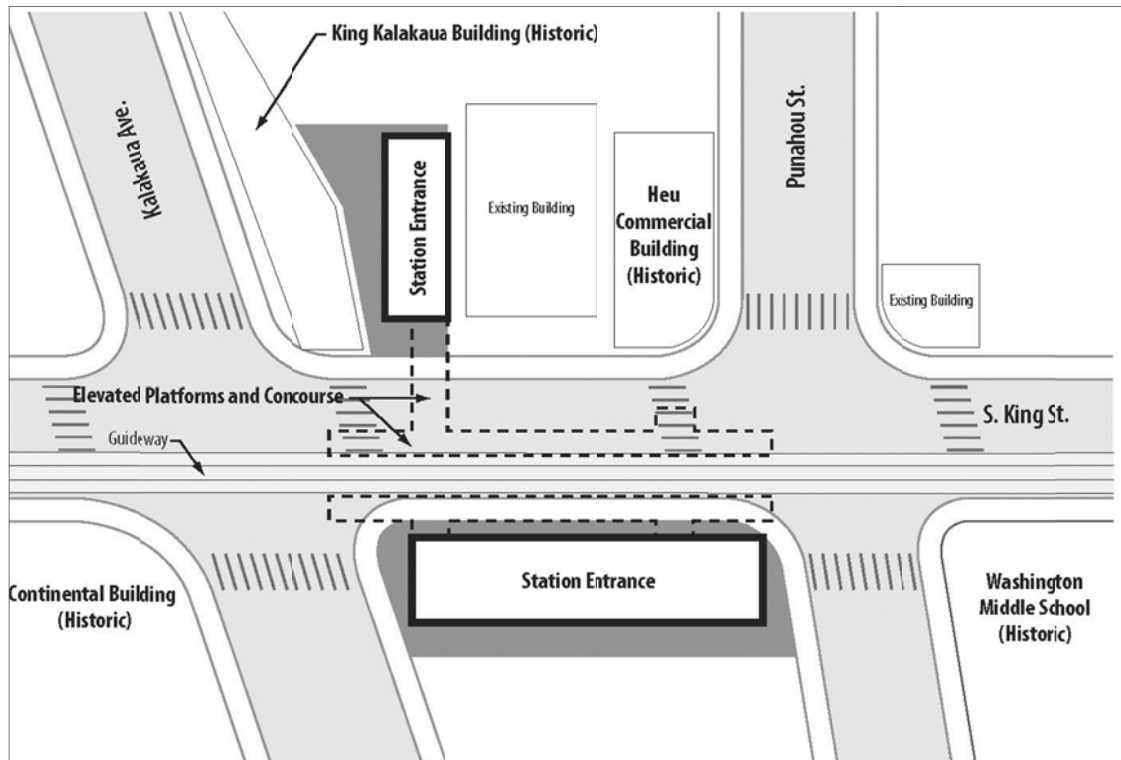 King Kalakaua Building (Historic)
Kalakaua Ave.
Station Entrance
Existing Building
Heu
Commercial
Building
(Historic)
Punahou St.
Existing Building
Elevated Platforms and Concourse
S. King St.
Guideway
Continental Building
(Historic)
Station Entrance
Washington
Middle School
(Historic)